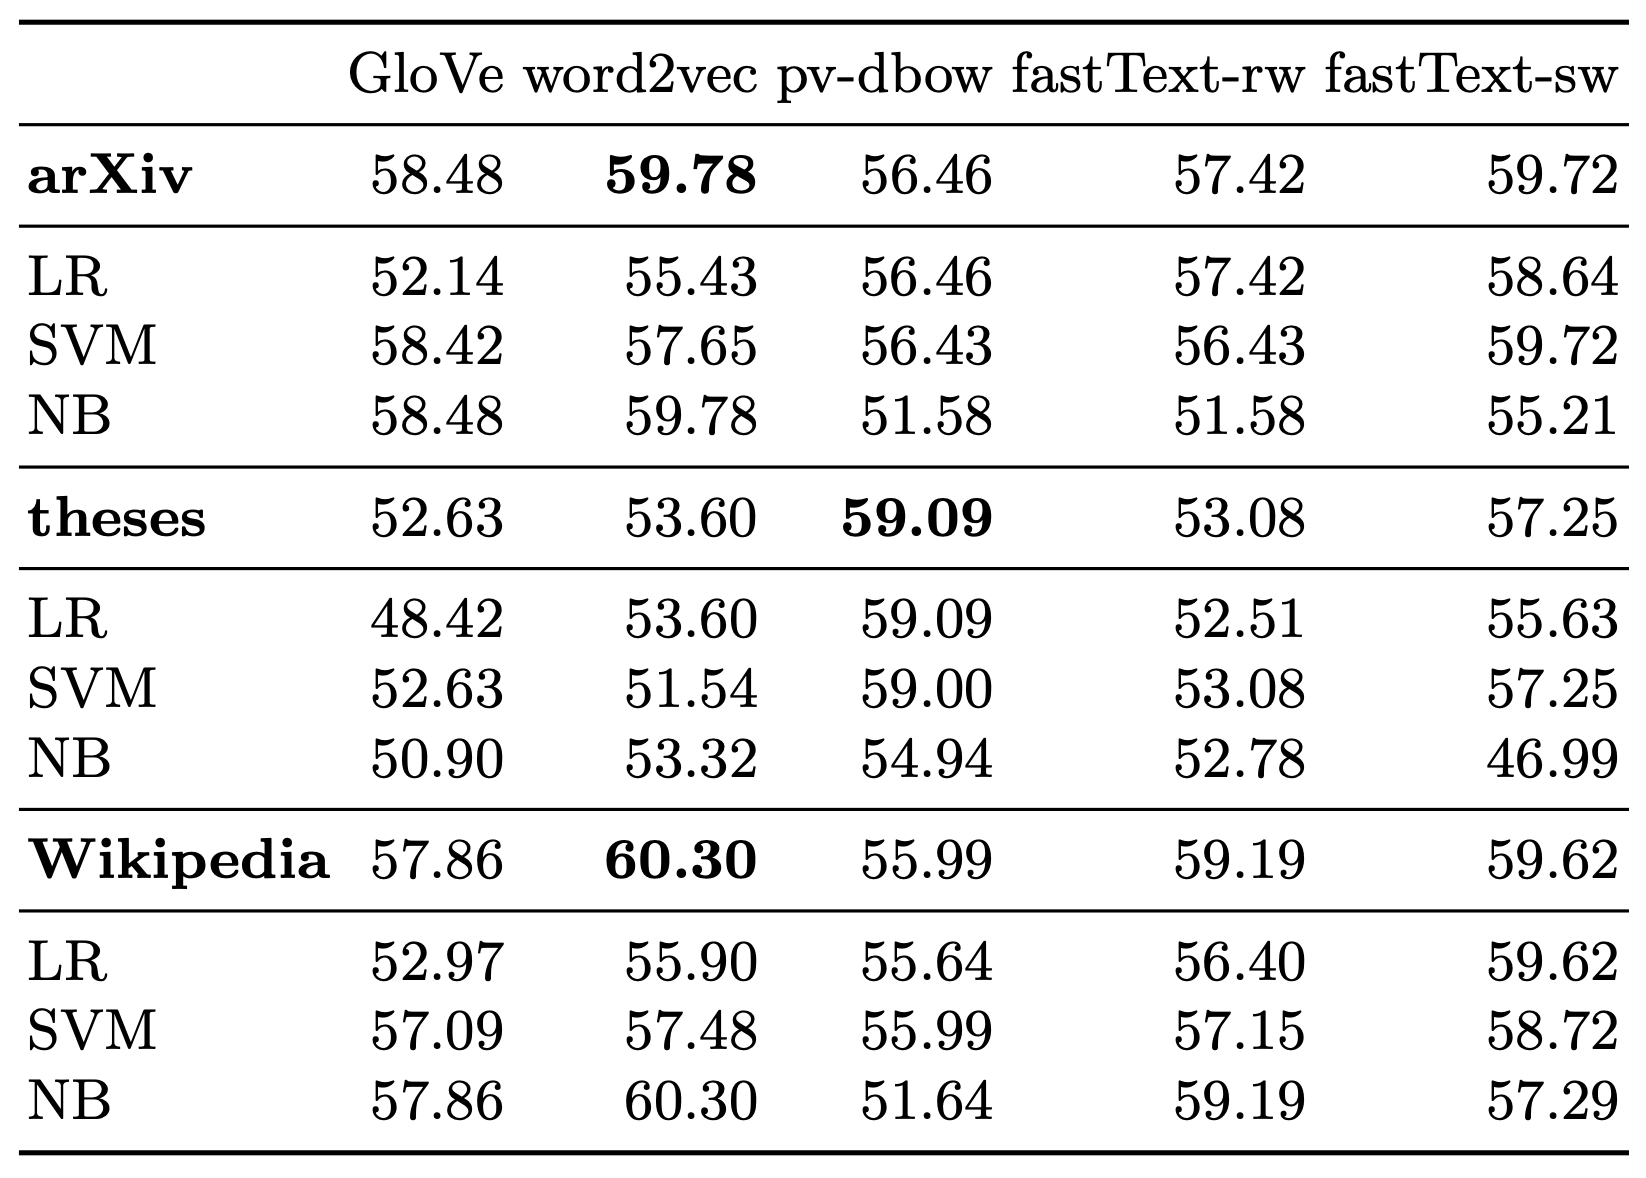 GloVe word2vec pv-dbow fastText-rw fastText-sw
arXiv 58.48 59.78 56.46 57.42 59.72
LR 52.14 55.43 56.46 57.42 58.64
SVM 58.42 57.65 56.43 56.43 59.72
NB 58.48 59.78 51.58 51.58 55.21
theses 52.63 53.60 59.09 53.08 57.25
LR 48.42 53.60 59.09 52.51 55.63
SVM 52.63 51.54 59.00 53.08 57.25
NB 50.90 53.32 54.94 52.78 46.99
Wikipedia 57.86 60.30 55.99 59.19 59.62
LR 52.97 55.90 55.64 56.40 59.62
SVM 57.09 57.48 55.99 57.15 58.72
NB 57.86 60.30 51.64 59.19 57.29